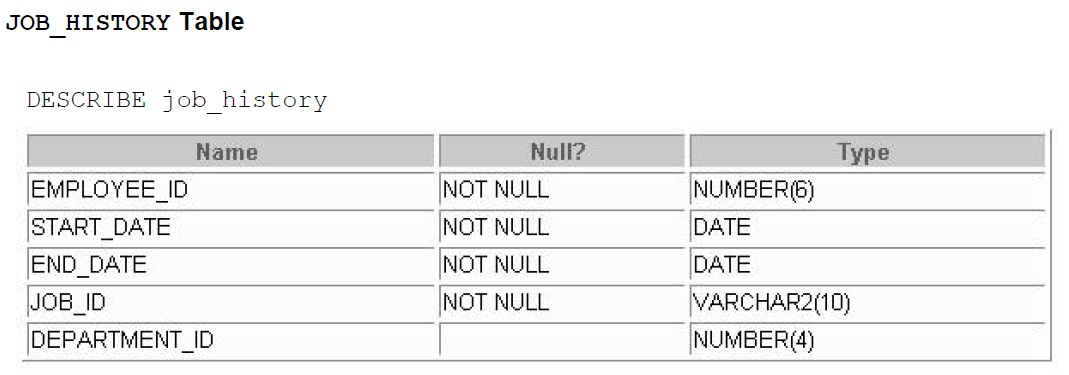 JOB_HISTORY Table
DESCRIBE job_history
Name Null? Type
EMPLOYEE_ID NOT NULL NUMBER(6)
START_DATE NOT NULL DATE
END_DATE NOT NULL DATE
JOB_ID NOT NULL VARCHAR2(10)
DEPARTMENT_ID NUMBER(4)